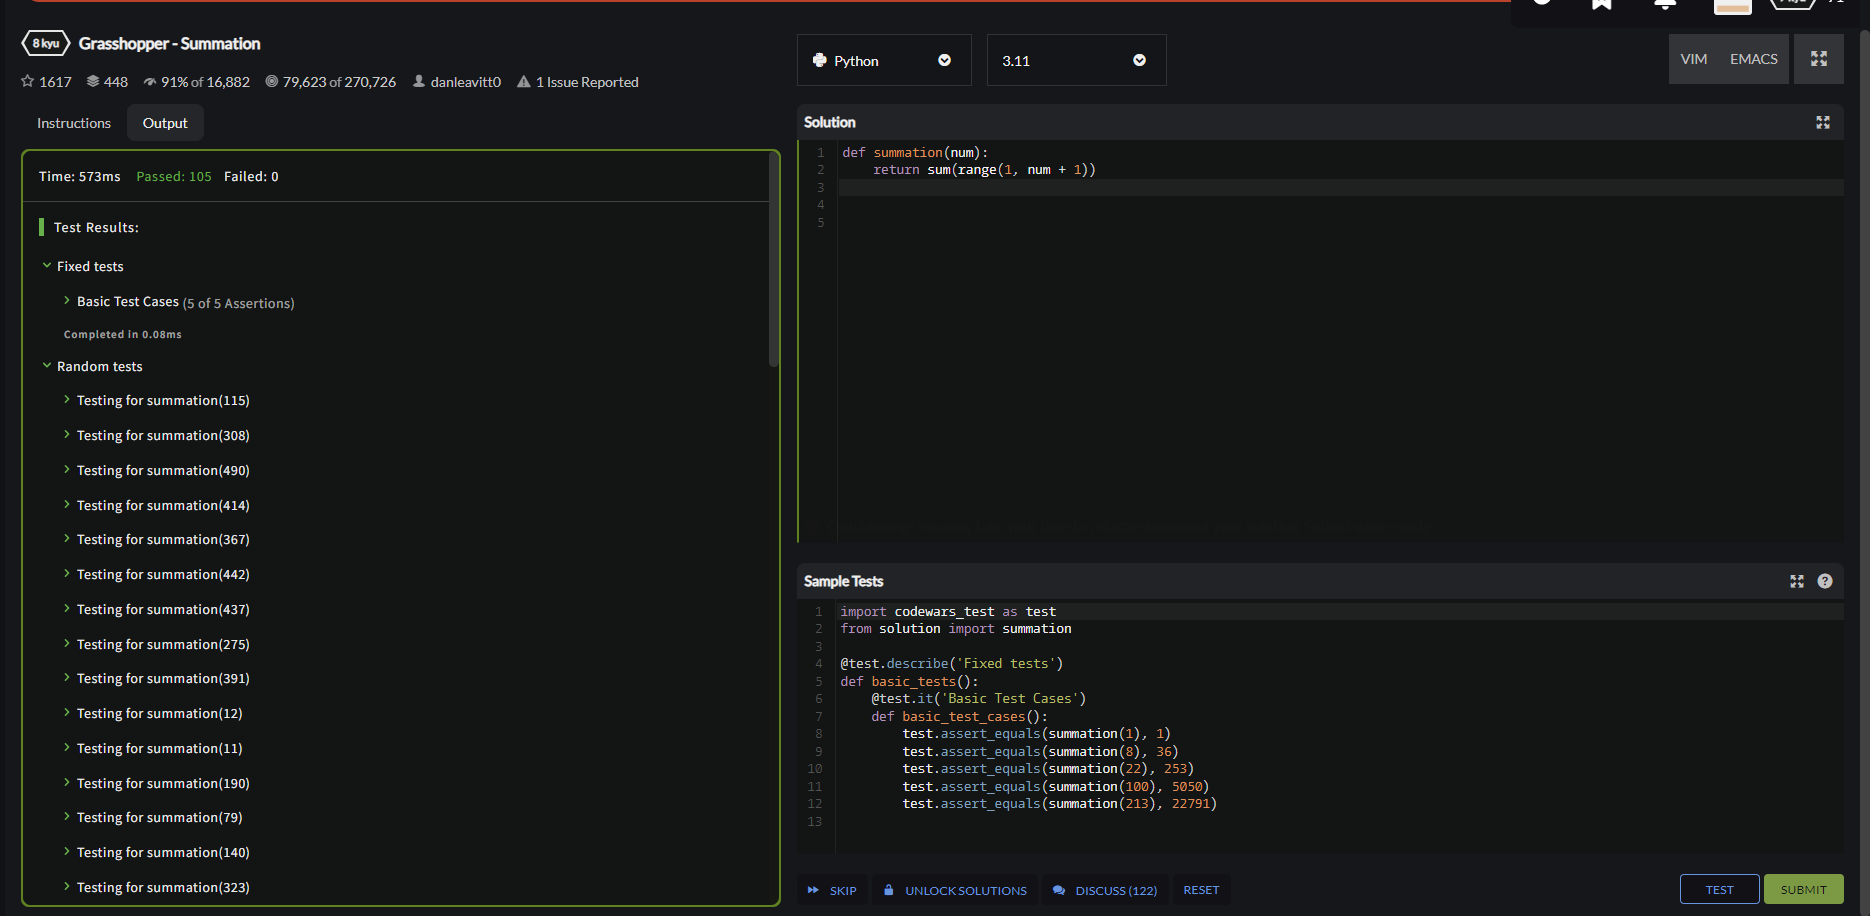 8 kyu Grasshopper - Summation
1617 448 91% of 16,882 79,623 of 270,726 danleavitt0 1 Issue Reported
Instructions Output
Time: 573ms Passed: 105 Failed: 0
Test Results:
Fixed tests
Basic Test Cases (5 of 5 Assertions)
Completed in 0.08ms
Random tests
Testing for summation(115)
Testing for summation(308)
Testing for summation(490)
Testing for summation(414)
Testing for summation(367)
Testing for summation(442)
Testing for summation(437)
Testing for summation(275)
Testing for summation(391)
Testing for summation(12)
Testing for summation(11)
Testing for summation(190)
Testing for summation(79)
Testing for summation(140)
Testing for summation(323)
Python 3.11 VIM EMACS
Solution
1 def summation(num):
2     return sum(range(1, num + 1))
3
4
5
Sample Tests
1 import codewars_test as test
2 from solution import summation
3
4 @test.describe('Fixed tests')
5 def basic_tests():
6     @test.it('Basic Test Cases')
7     def basic_test_cases():
8         test.assert_equals(summation(1), 1)
9         test.assert_equals(summation(8), 36)
10         test.assert_equals(summation(22), 253)
11         test.assert_equals(summation(100), 5050)
12         test.assert_equals(summation(213), 22791)
13
SKIP UNLOCK SOLUTIONS DISCUSS (122) RESET TEST SUBMIT